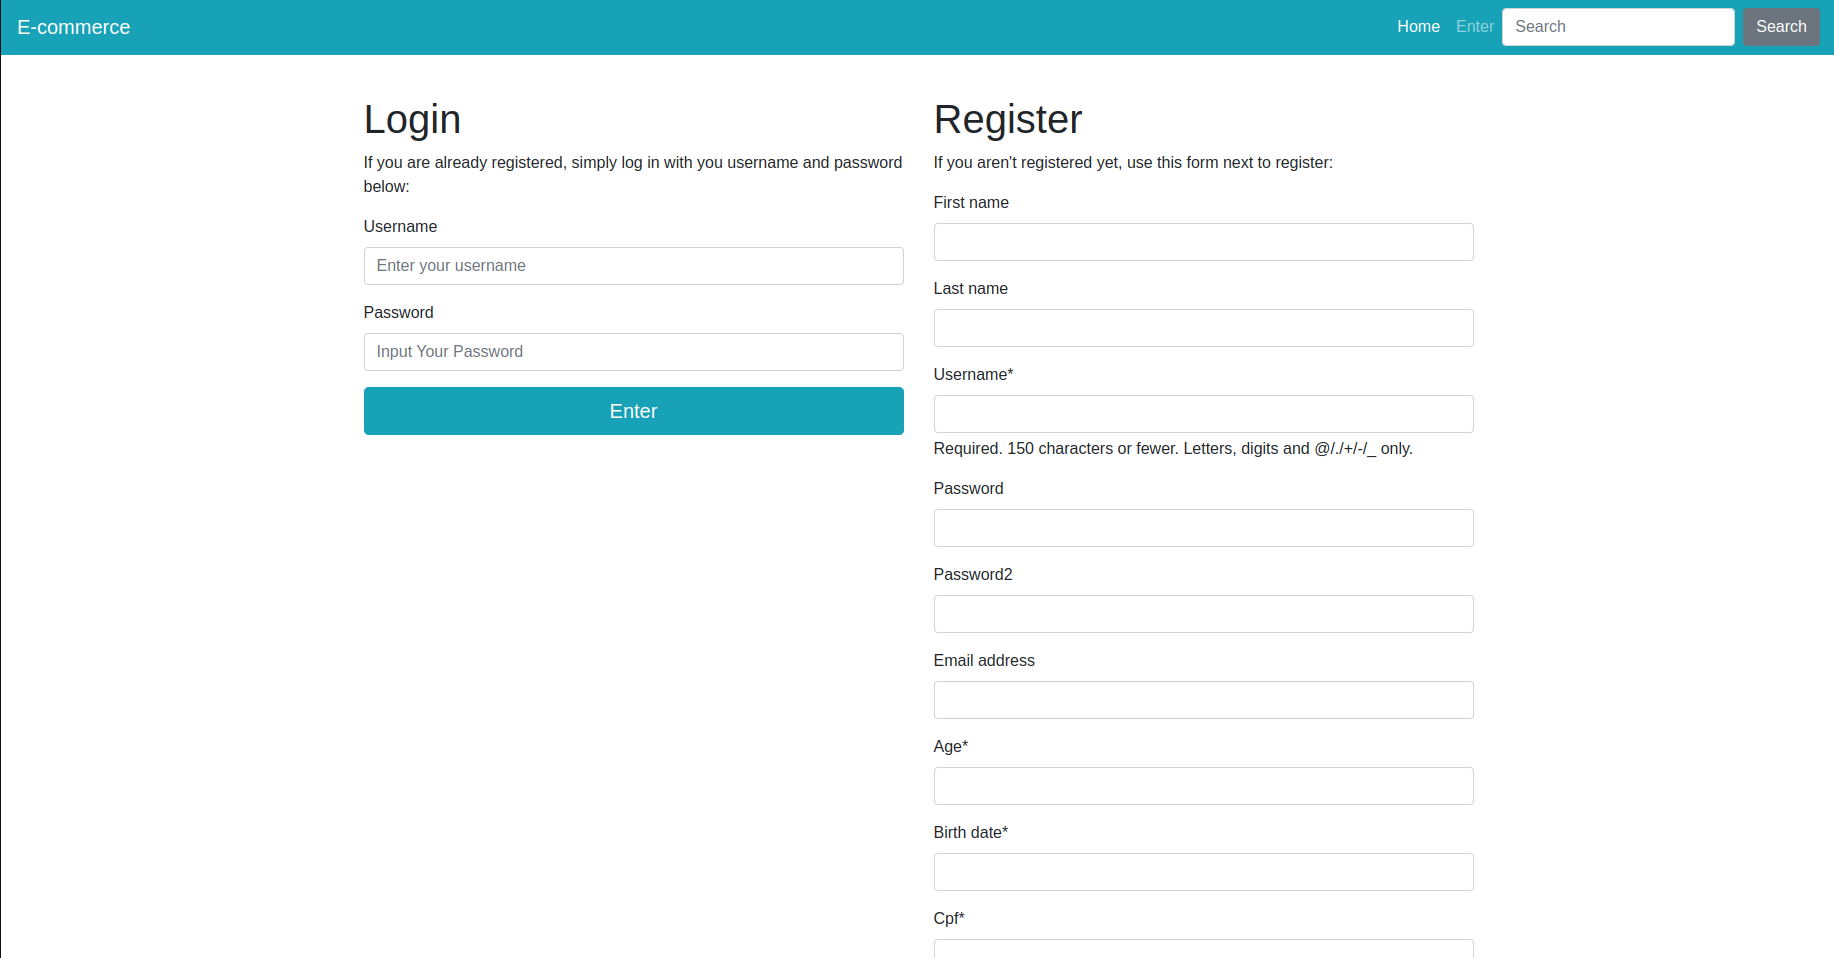 E-commerce
Home Enter Search Search
Login
If you are already registered, simply log in with you username and password
below:
Username
Enter your username
Password
Input Your Password
Enter
Register
If you aren't registered yet, use this form next to register:
First name
Last name
Username*
Required. 150 characters or fewer. Letters, digits and @/./+/-/_ only.
Password
Password2
Email address
Age*
Birth date*
Cpf*